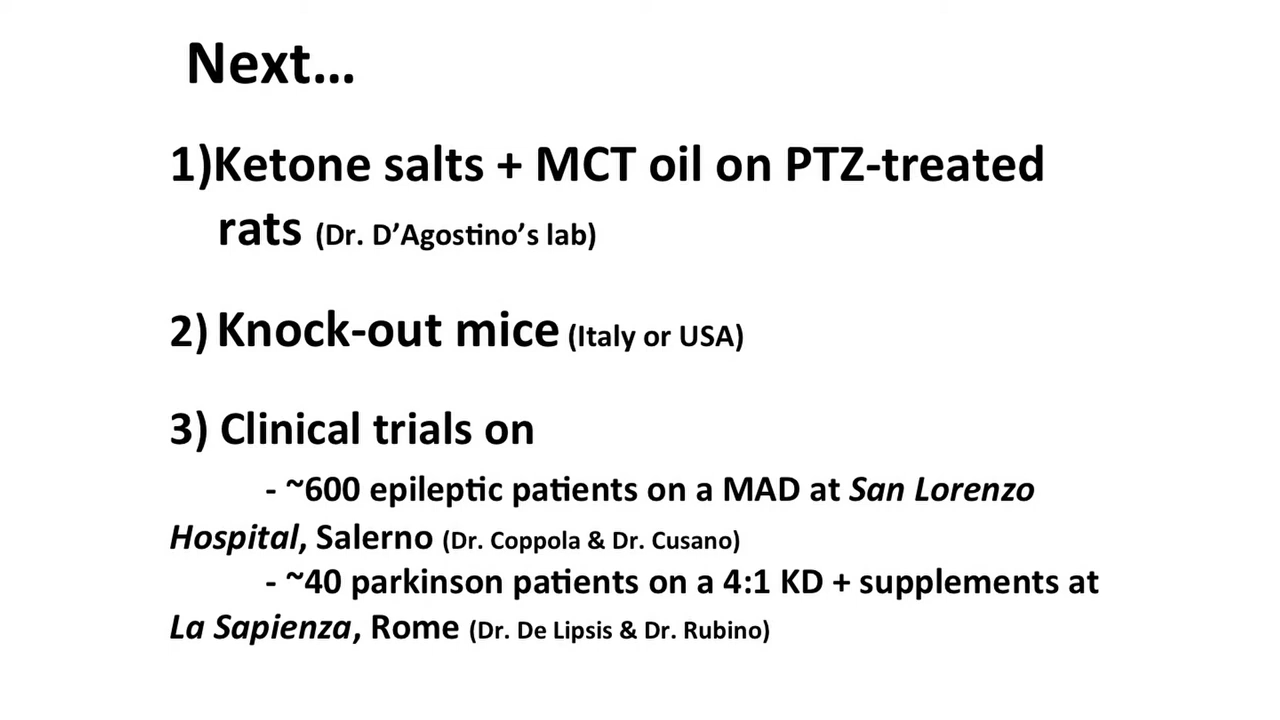 Next...
1)Ketone salts + MCT oil on PTZ-treated
rats (Dr. D’Agostino’s lab)
2) Knock-out mice (Italy or USA)
3) Clinical trials on
- ~600 epileptic patients on a MAD at San Lorenzo
Hospital, Salerno (Dr. Coppola & Dr. Cusano)
- ~40 parkinson patients on a 4:1 KD + supplements at
La Sapienza, Rome (Dr. De Lipsis & Dr. Rubino)